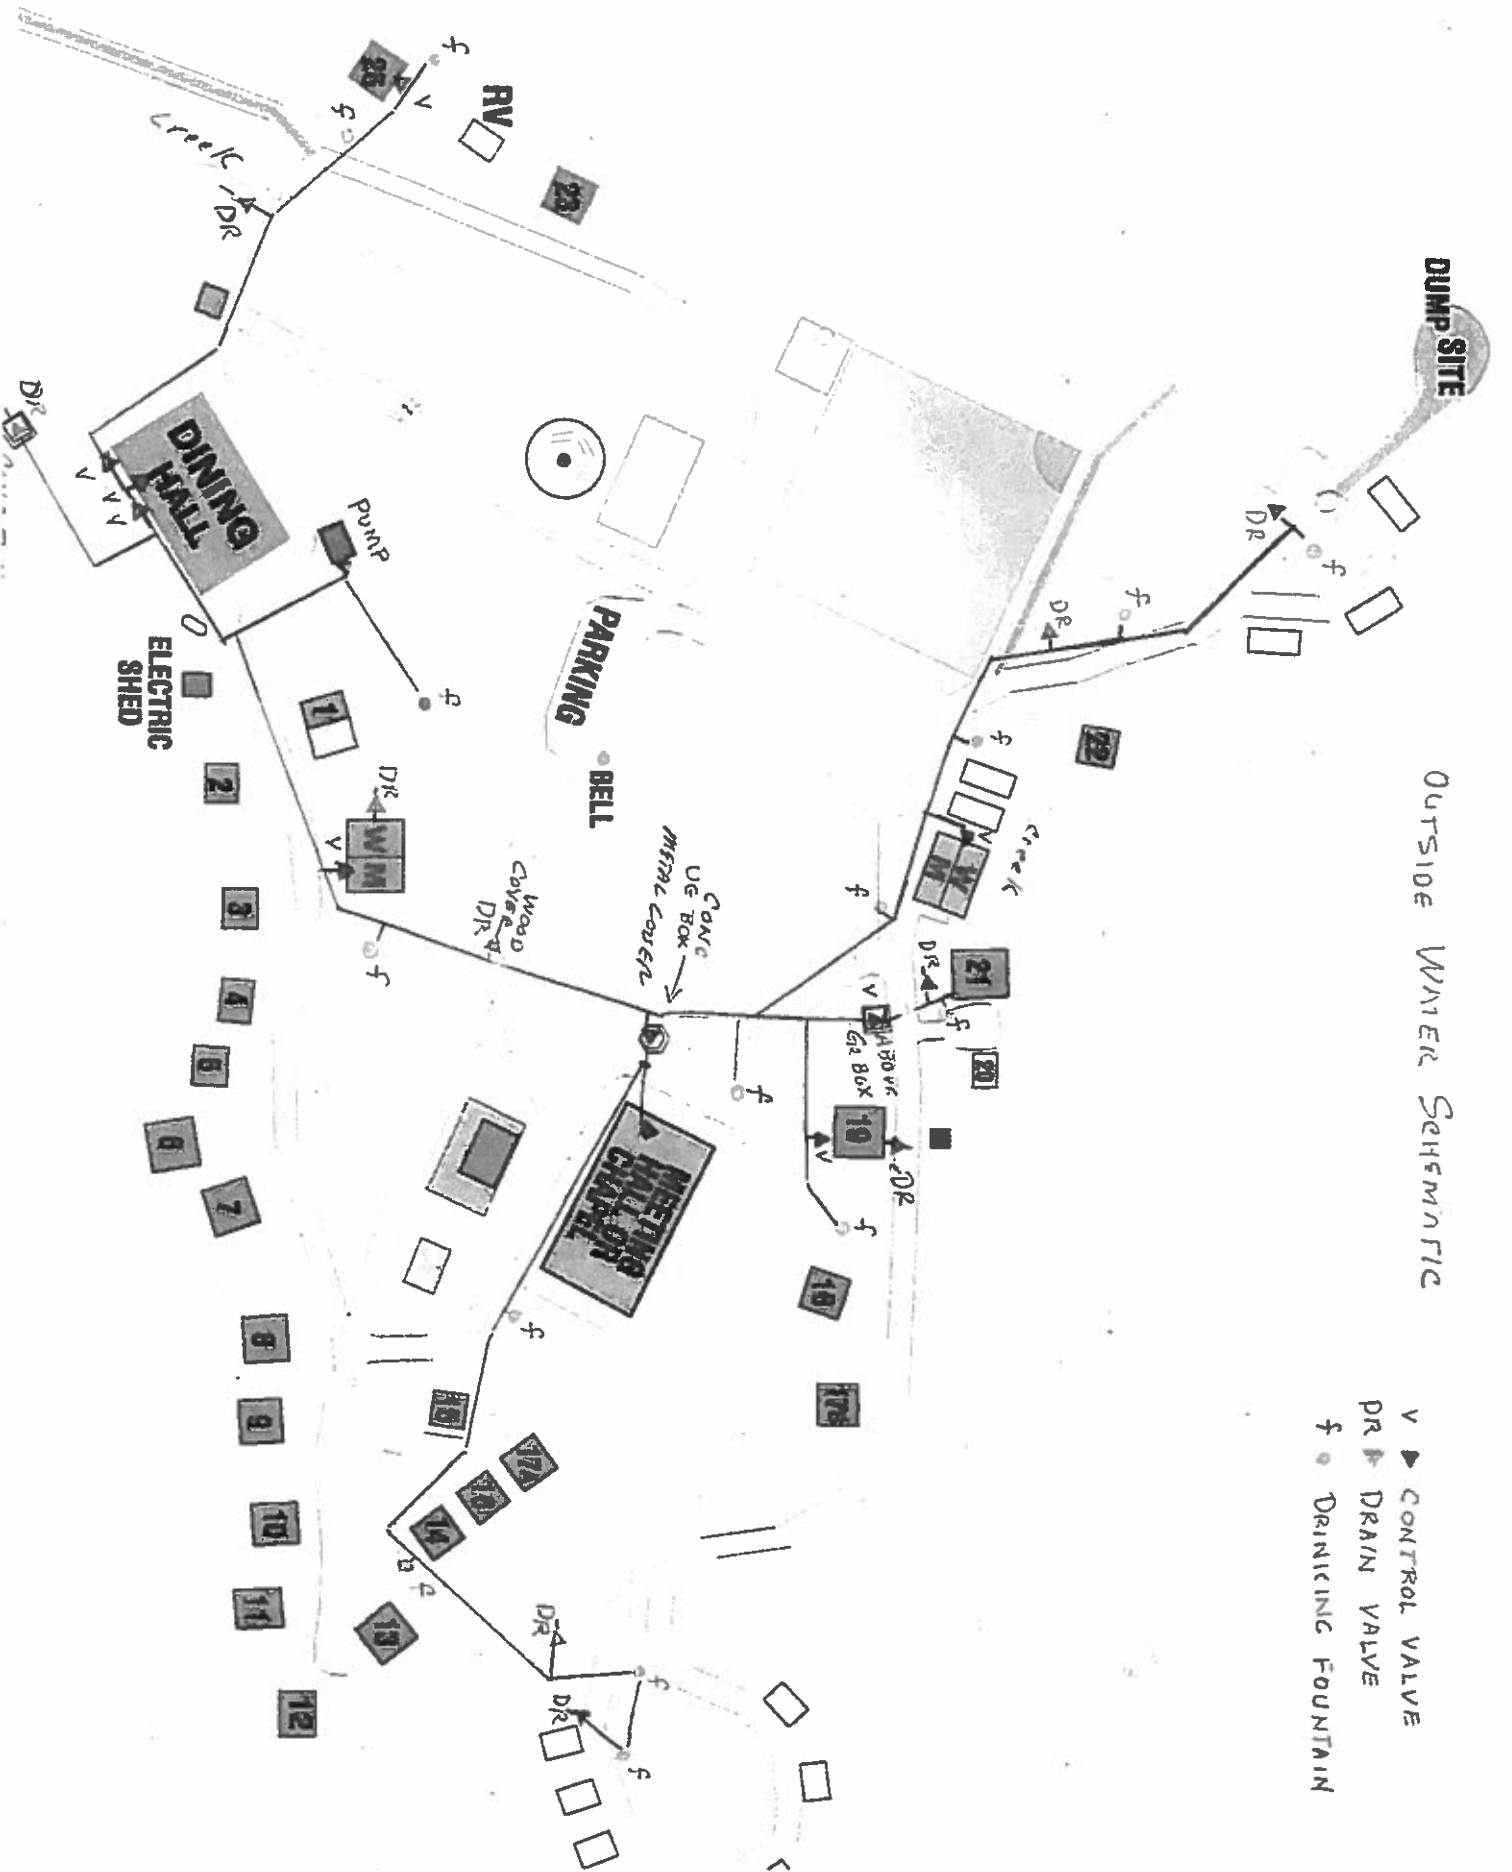 OUTSIDE WATER SCHEMATIC
V CONTROL VALVE
DR DRAIN VALVE
f DRINKING FOUNTAIN
DUMP SITE
DR
f
f
DR
22
f
V
W
M
Creek
f
21
DR
f
V
20
ABOVE
GR BOX
19
V
DR
f
f
18
17B
RV
23
25
f
V
f
Creek
DR
DINING
HALL
V
V
V
DR
PUMP
f
ELECTRIC
SHED
PARKING
BELL
1
2
DR
W M
V
3
f
WOOD
COVER
DR
CONC
UG BOX
METAL COVER
4
5
6
7
MEETING
HALL OR
CHAPEL
f
8
9
15
17A
16
14
f
10
11
13
12
DR
f
DR
f